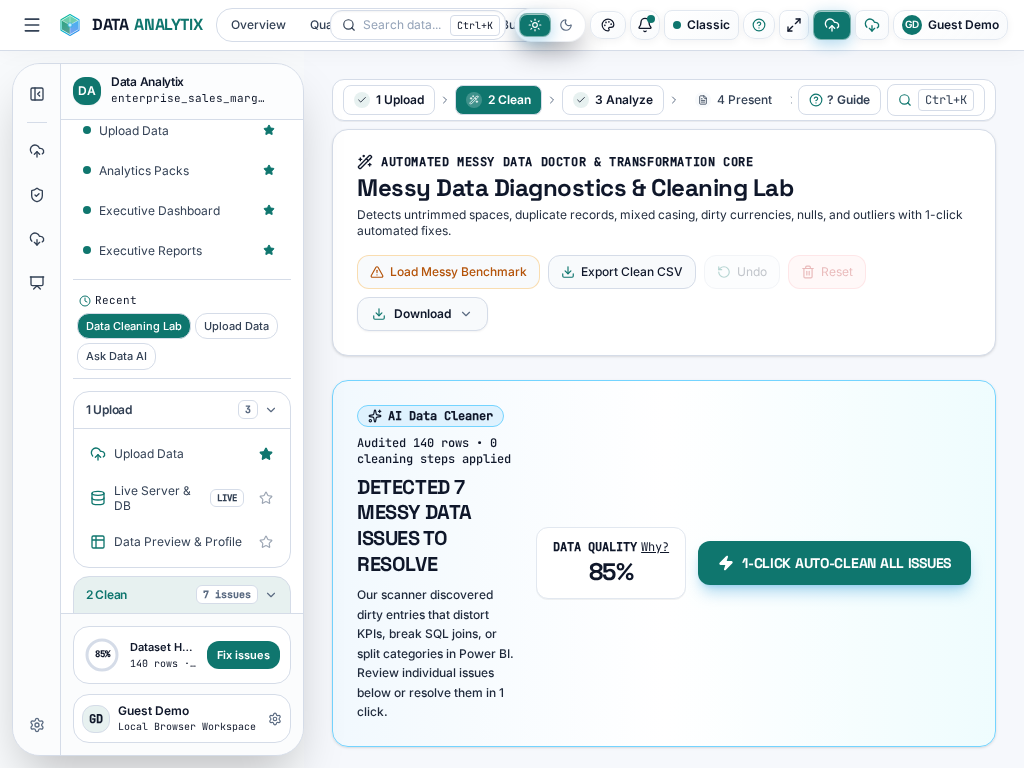 DATA ANALYTIX
Overview
Search data...
Ctrl+K
Classic
GD
Guest Demo
DA
Data Analytix
enterprise_sales_marg…
Upload Data
Analytics Packs
Executive Dashboard
Executive Reports
Recent
Data Cleaning Lab
Upload Data
Ask Data AI
1 Upload
3
Upload Data
Live Server &
DB
LIVE
Data Preview & Profile
2 Clean
7 issues
85%
Dataset H…
140 rows ·…
Fix issues
GD
Guest Demo
Local Browser Workspace
1 Upload
2 Clean
3 Analyze
4 Present
? Guide
Ctrl+K
AUTOMATED MESSY DATA DOCTOR & TRANSFORMATION CORE
Messy Data Diagnostics & Cleaning Lab
Detects untrimmed spaces, duplicate records, mixed casing, dirty currencies, nulls, and outliers with 1-click
automated fixes.
Load Messy Benchmark
Export Clean CSV
Undo
Reset
Download
AI Data Cleaner
Audited 140 rows • 0
cleaning steps applied
DETECTED 7
MESSY DATA
ISSUES TO
RESOLVE
Our scanner discovered
dirty entries that distort
KPIs, break SQL joins, or
split categories in Power BI.
Review individual issues
below or resolve them in 1
click.
DATA QUALITY Why?
85%
1-CLICK AUTO-CLEAN ALL ISSUES